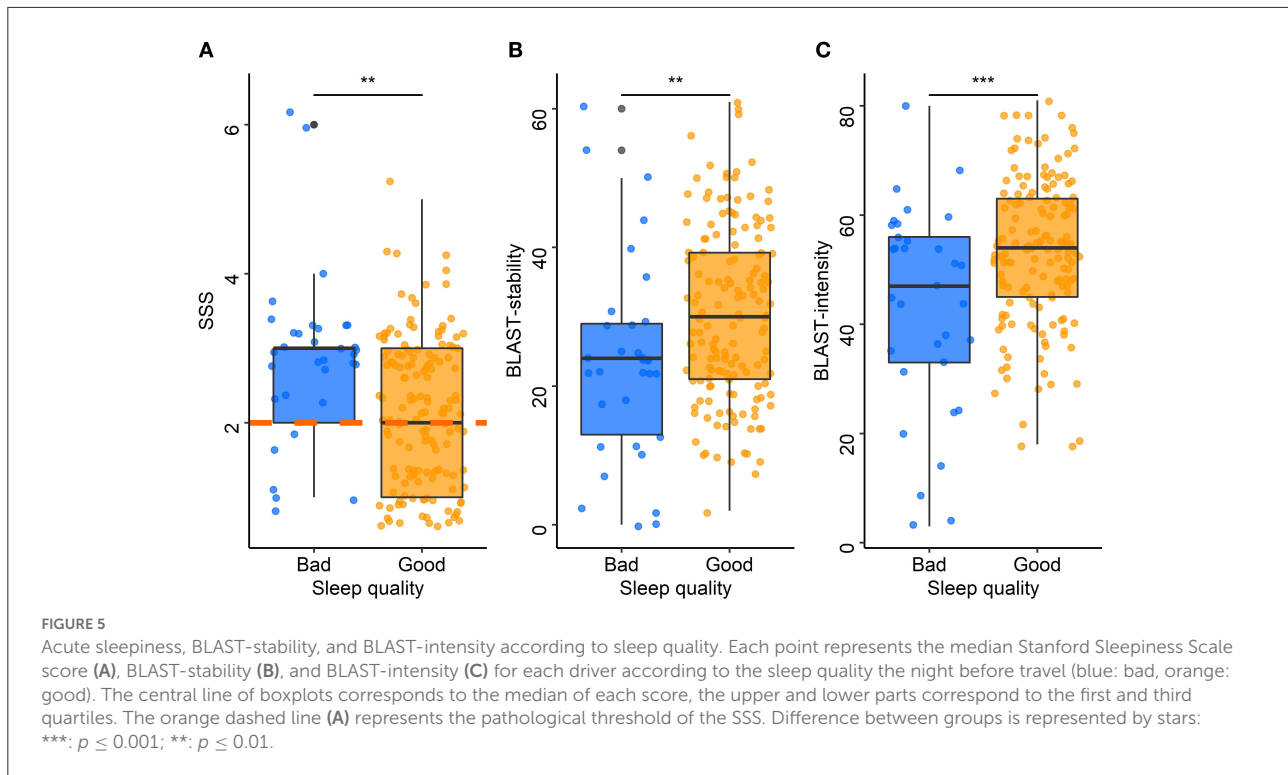 A
B
C
**
**
***
6
4
2
SSS
60
40
20
0
BLAST-stability
80
60
40
20
0
BLAST-intensity
Bad Good
Sleep quality
Bad Good
Sleep quality
Bad Good
Sleep quality
FIGURE 5
Acute sleepiness, BLAST-stability, and BLAST-intensity according to sleep quality. Each point represents the median Stanford Sleepiness Scale
score (A), BLAST-stability (B), and BLAST-intensity (C) for each driver according to the sleep quality the night before travel (blue: bad, orange:
good). The central line of boxplots corresponds to the median of each score, the upper and lower parts correspond to the first and third
quartiles. The orange dashed line (A) represents the pathological threshold of the SSS. Difference between groups is represented by stars:
***: p ≤ 0.001; **: p ≤ 0.01.